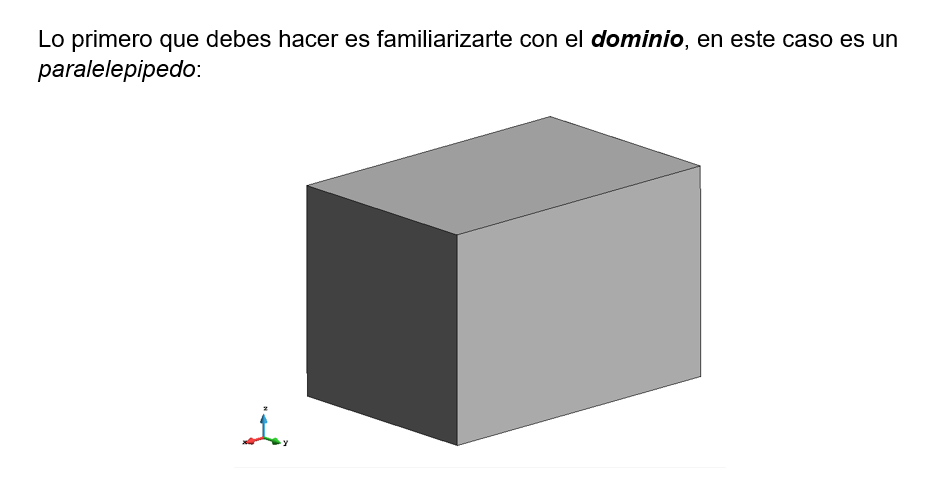 Lo primero que debes hacer es familiarizarte con el dominio, en este caso es un
paralelepipedo:
z
x
y